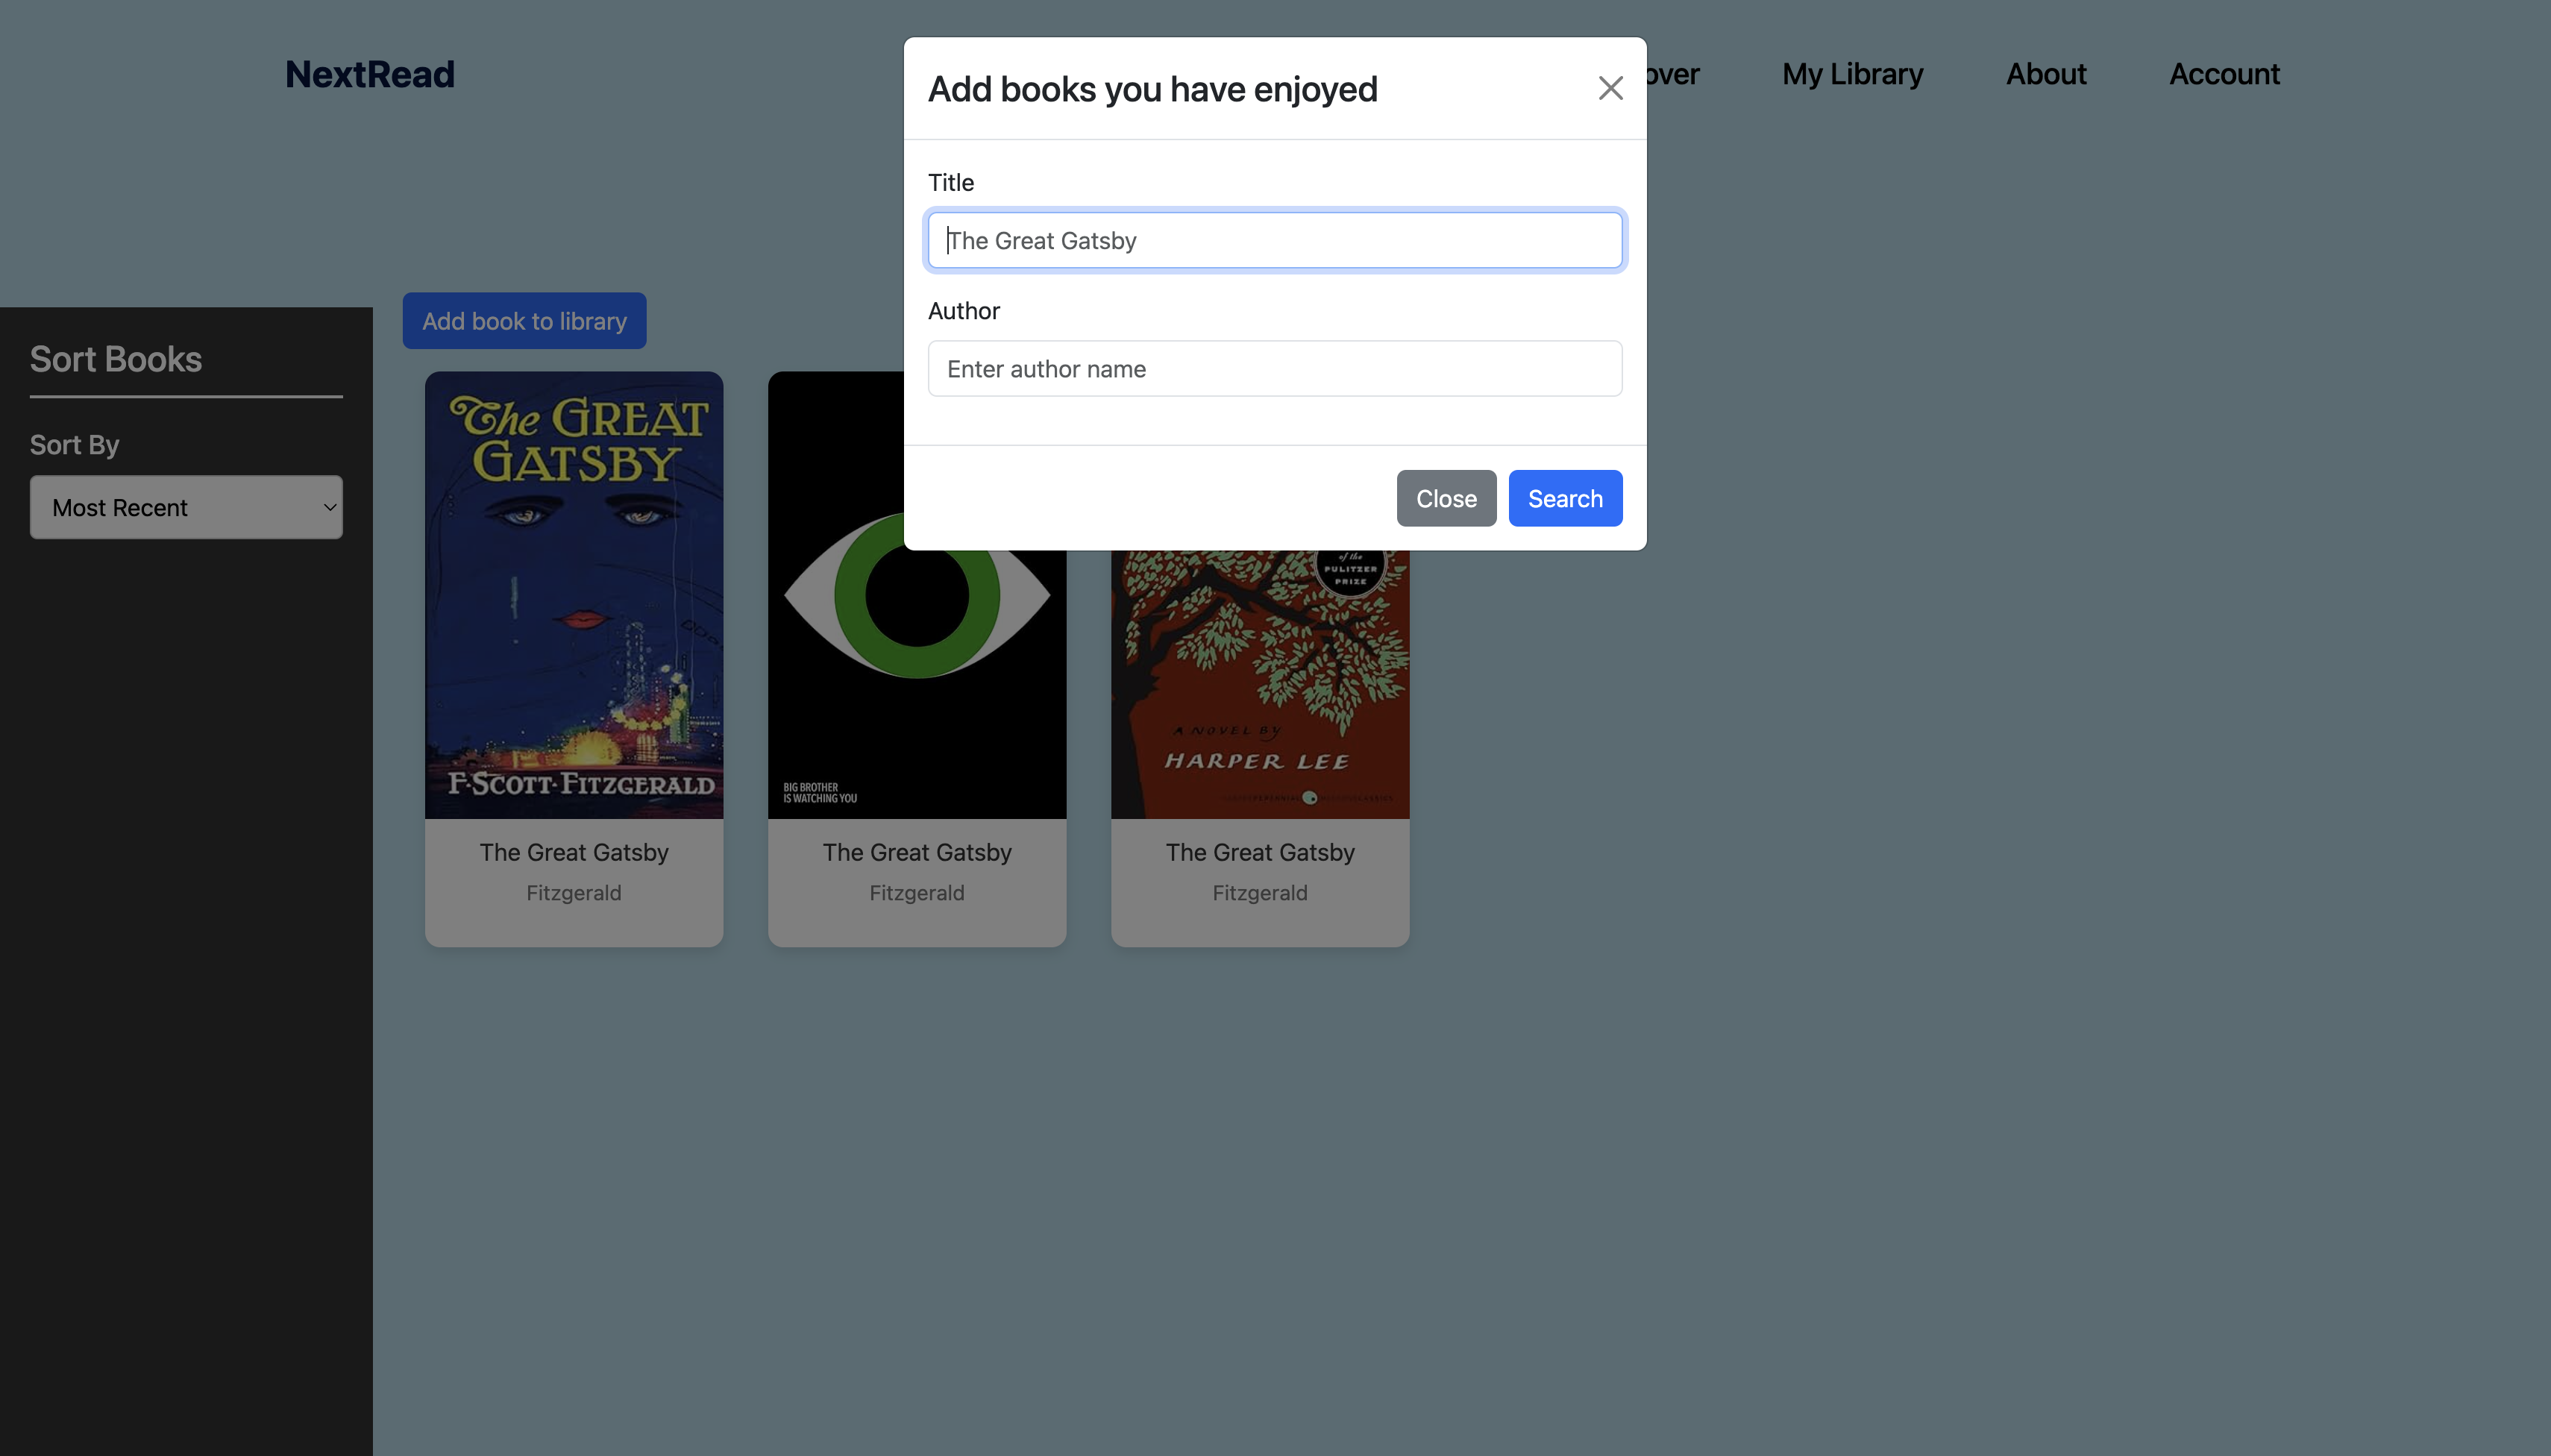 NextRead
over
My Library
About
Account
Add books you have enjoyed
Title
The Great Gatsby
Author
Enter author name
Close
Search
Add book to library
Sort Books
Sort By
Most Recent
The GREAT
GATSBY
F·SCOTT·FITZGERALD
The Great Gatsby
Fitzgerald
BIG BROTHER
IS WATCHING YOU
The Great Gatsby
Fitzgerald
of the
PULITZER
PRIZE
A NOVEL BY
HARPER LEE
The Great Gatsby
Fitzgerald